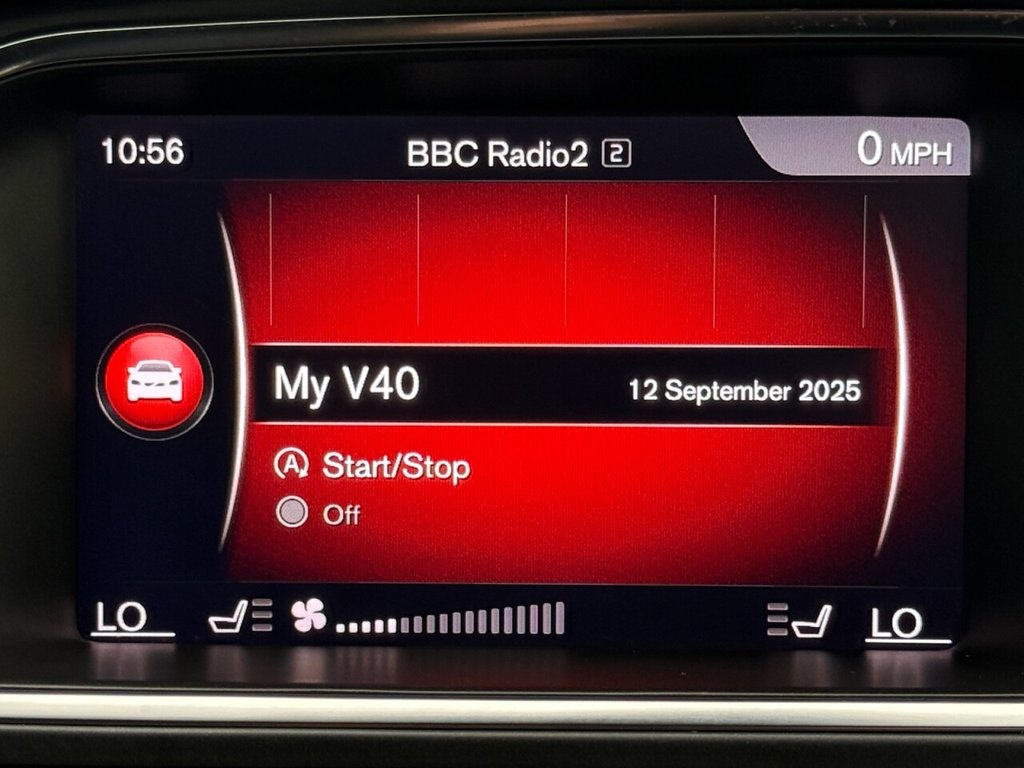 10:56 BBC Radio2 2 0 MPH
My V40 12 September 2025
A Start/Stop
Off
LO LO